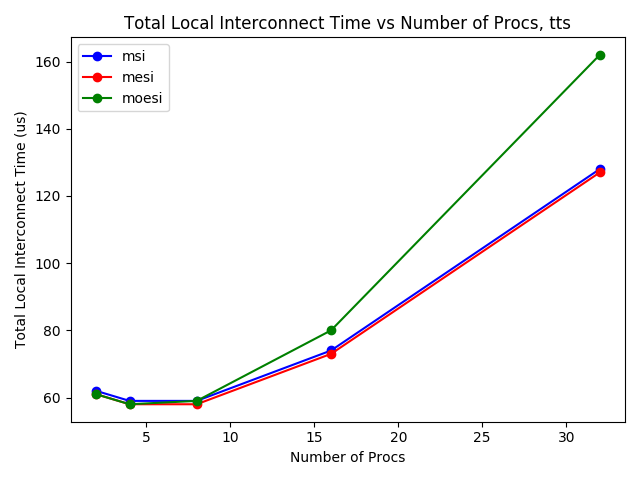 Total Local Interconnect Time vs Number of Procs, tts
msi
mesi
moesi
160
140
120
100
80
60
Total Local Interconnect Time (us)
5 10 15 20 25 30
Number of Procs